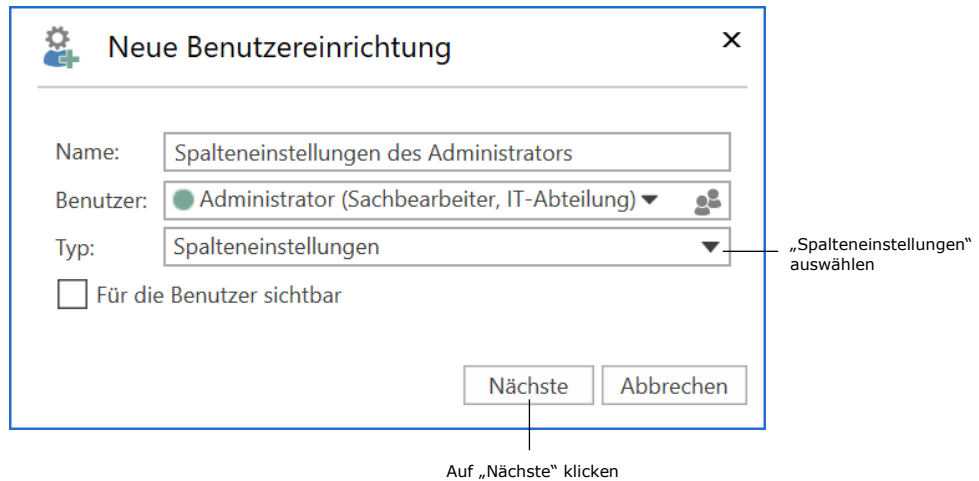 Neue Benutzereinrichtung
Name: Spalteneinstellungen des Administrators
Benutzer: Administrator (Sachbearbeiter, IT-Abteilung)
Typ: Spalteneinstellungen
„Spalteneinstellungen“
auswählen
Für die Benutzer sichtbar
Nächste Abbrechen
Auf „Nächste“ klicken